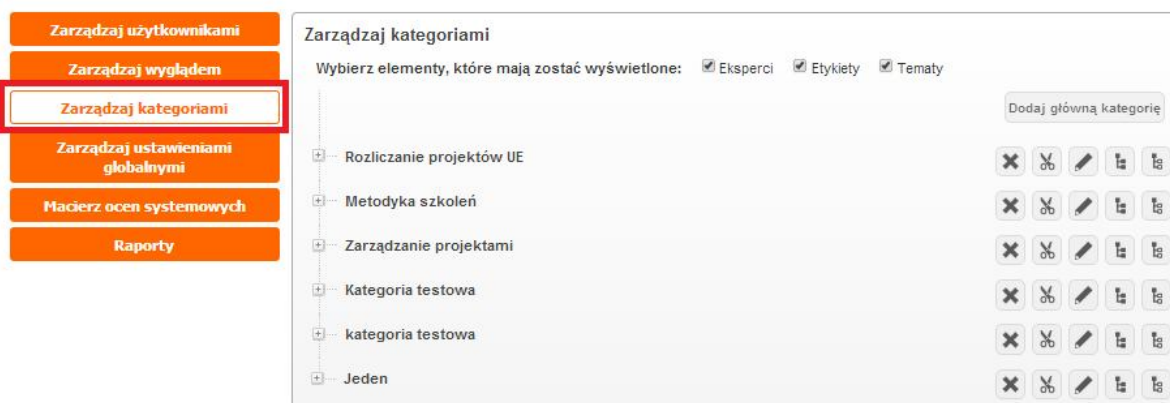 Zarządzaj użytkownikami
Zarządzaj wyglądem
Zarządzaj kategoriami
Zarządzaj ustawieniami
globalnymi
Macierz ocen systemowych
Raporty
Zarządzaj kategoriami
Wybierz elementy, które mają zostać wyświetlone: Eksperci Etykiety Tematy
Dodaj główną kategorię
Rozliczanie projektów UE
Metodyka szkoleń
Zarządzanie projektami
Kategoria testowa
kategoria testowa
Jeden